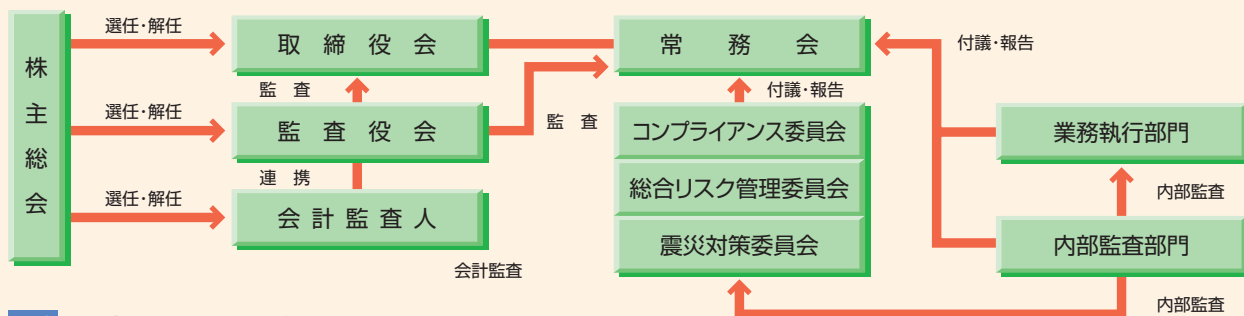 株主総会
選任・解任
取締役会
常務会
付議・報告
監査
付議・報告
選任・解任
監査役会
監査
コンプライアンス委員会
業務執行部門
連携
総合リスク管理委員会
内部監査
選任・解任
会計監査人
震災対策委員会
内部監査部門
会計監査
内部監査